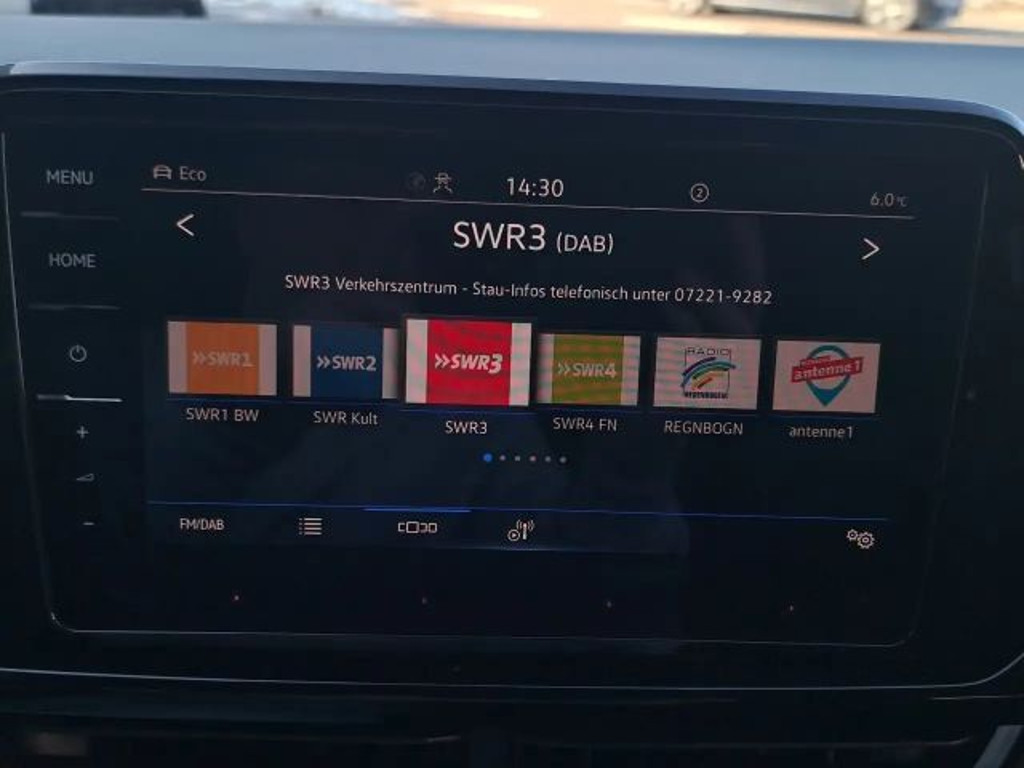 MENU
HOME
Eco
14:30
2
6.0°C
< SWR3 (DAB) >
SWR3 Verkehrszentrum - Stau-Infos telefonisch unter 07221-9282
»SWR1
»SWR2
»SWR3
»SWR4
RADIO
REGENBOGEN
antenne 1
SWR1 BW
SWR Kult
SWR3
SWR4 FN
REGNBOGN
antenne1
+
-
FM/DAB